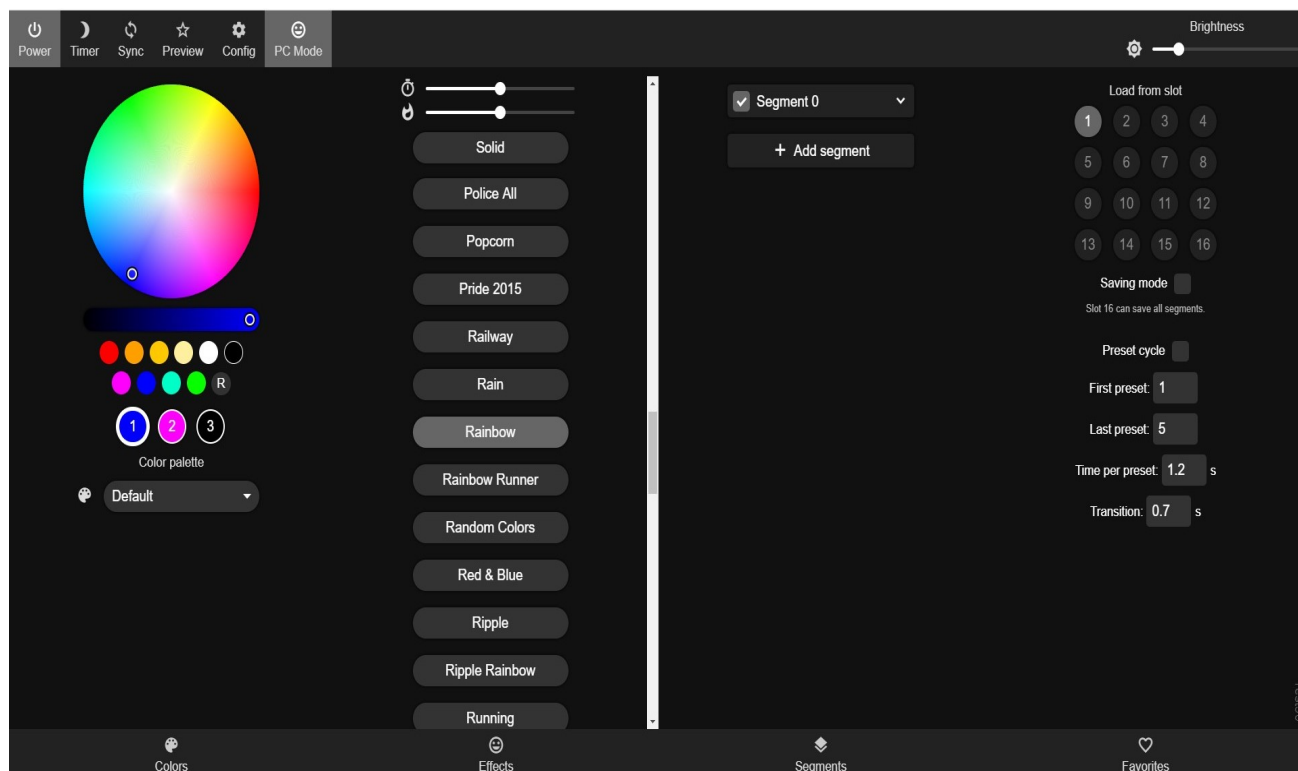 Power Timer Sync Preview Config PC Mode
Brightness
R
1 2 3
Color palette
Default
Solid
Police All
Popcorn
Pride 2015
Railway
Rain
Rainbow
Rainbow Runner
Random Colors
Red & Blue
Ripple
Ripple Rainbow
Running
Segment 0
+ Add segment
Load from slot
1 2 3 4
5 6 7 8
9 10 11 12
13 14 15 16
Saving mode
Slot 16 can save all segments.
Preset cycle
First preset: 1
Last preset: 5
Time per preset: 1.2 s
Transition: 0.7 s
Colors Effects Segments Favorites